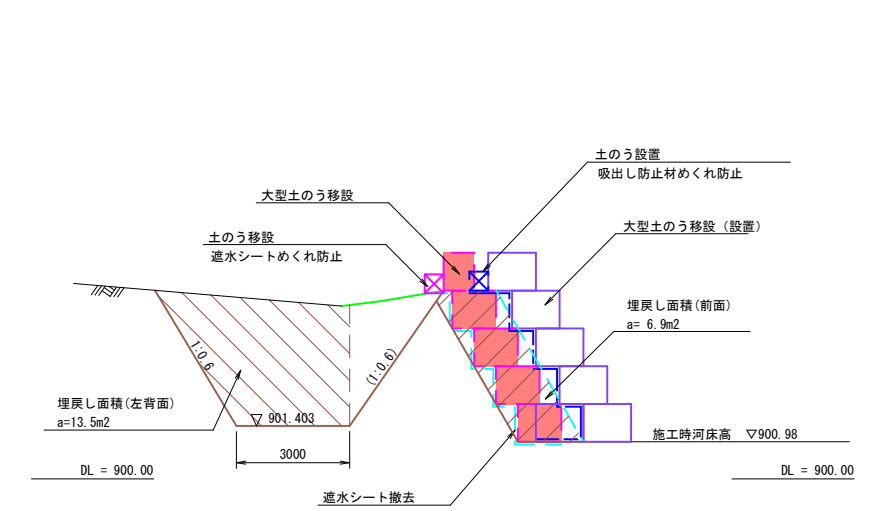 土のう設置
吸出し防止材めくれ防止
大型土のう移設
大型土のう移設（設置）
土のう移設
遮水シートめくれ防止
埋戻し面積(前面)
a= 6.9m2
1:0.6
(1:0.6)
埋戻し面積(左背面)
a=13.5m2
▽ 901.403
3000
施工時河床高 ▽900.98
DL = 900.00
DL = 900.00
遮水シート撤去